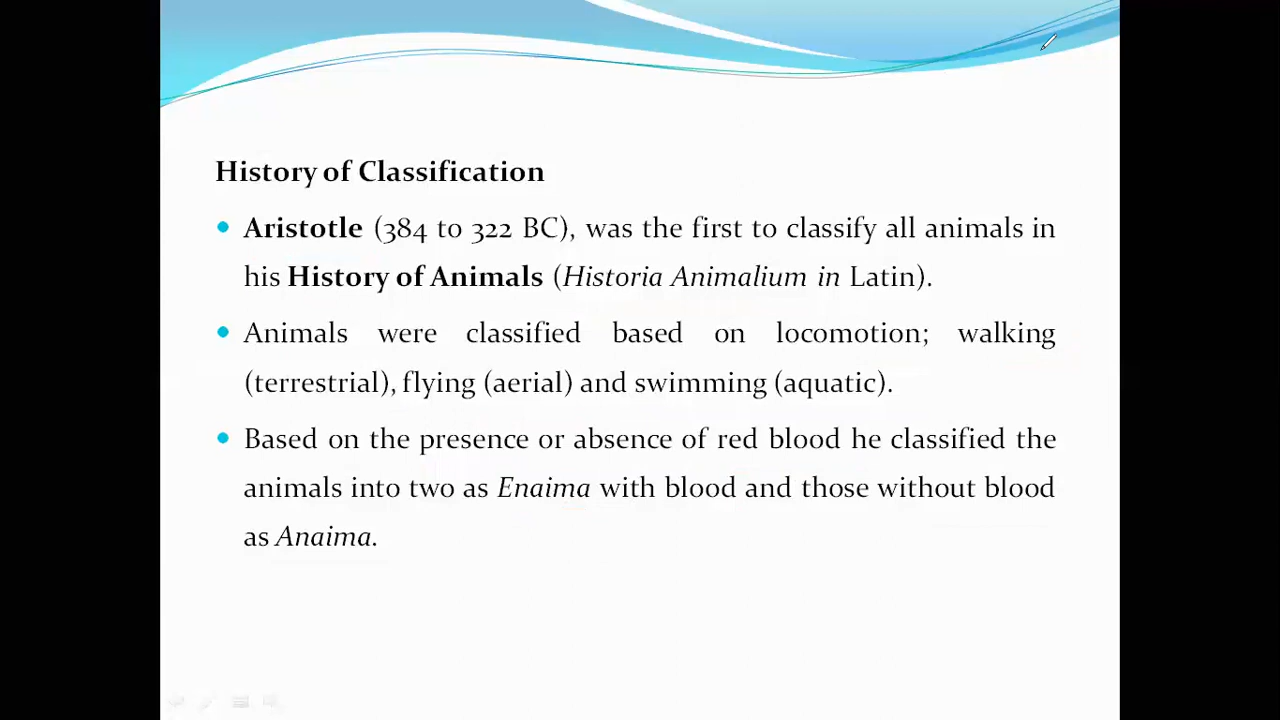 History of Classification
Aristotle (384 to 322 BC), was the first to classify all animals in
his History of Animals (Historia Animalium in Latin).
Animals were classified based on locomotion; walking
(terrestrial), flying (aerial) and swimming (aquatic).
Based on the presence or absence of red blood he classified the
animals into two as Enaima with blood and those without blood
as Anaima.